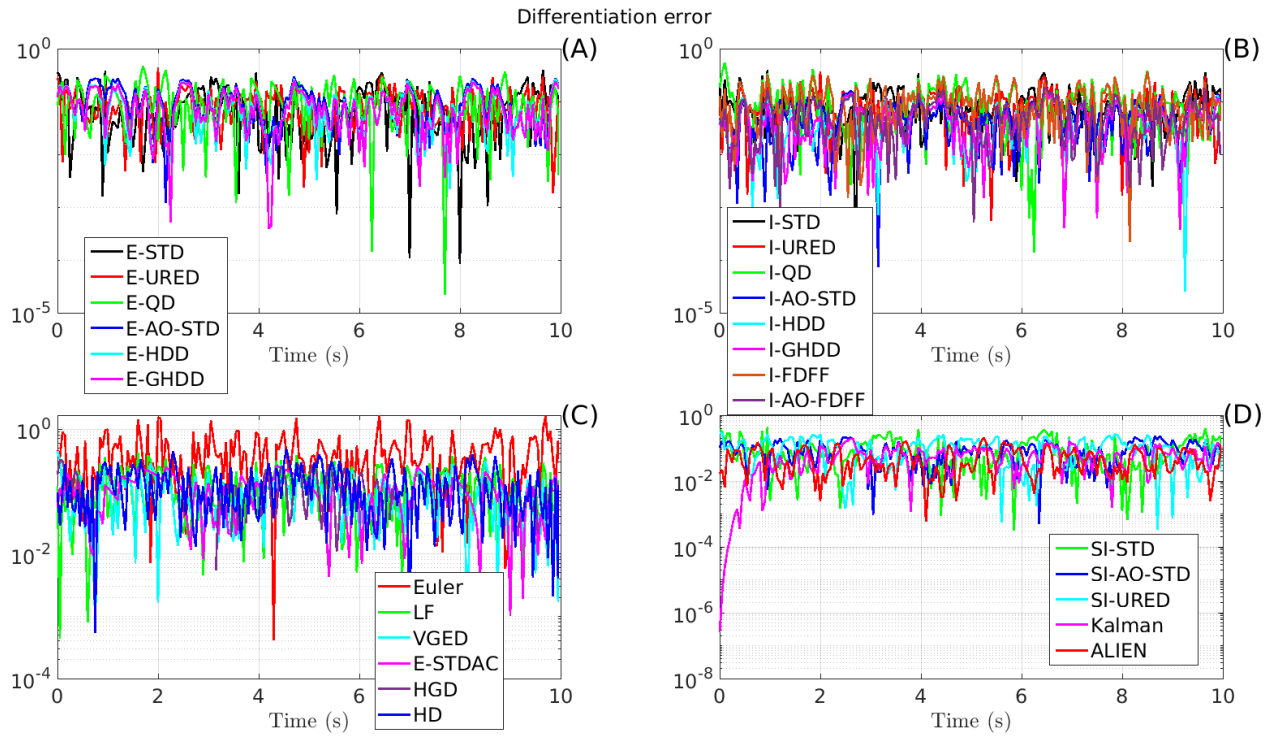 Differentiation error
(A)
10^0
10^-5
0 2 4 6 8 10
Time (s)
E-STD
E-URED
E-QD
E-AO-STD
E-HDD
E-GHDD
(B)
10^0
10^-5
0 2 4 6 8 10
Time (s)
I-STD
I-URED
I-QD
I-AO-STD
I-HDD
I-GHDD
I-FDFF
I-AO-FDFF
(C)
10^0
10^-2
10^-4
0 2 4 6 8 10
Time (s)
Euler
LF
VGED
E-STDAC
HGD
HD
(D)
10^0
10^-2
10^-4
10^-6
10^-8
0 2 4 6 8 10
Time (s)
SI-STD
SI-AO-STD
SI-URED
Kalman
ALIEN